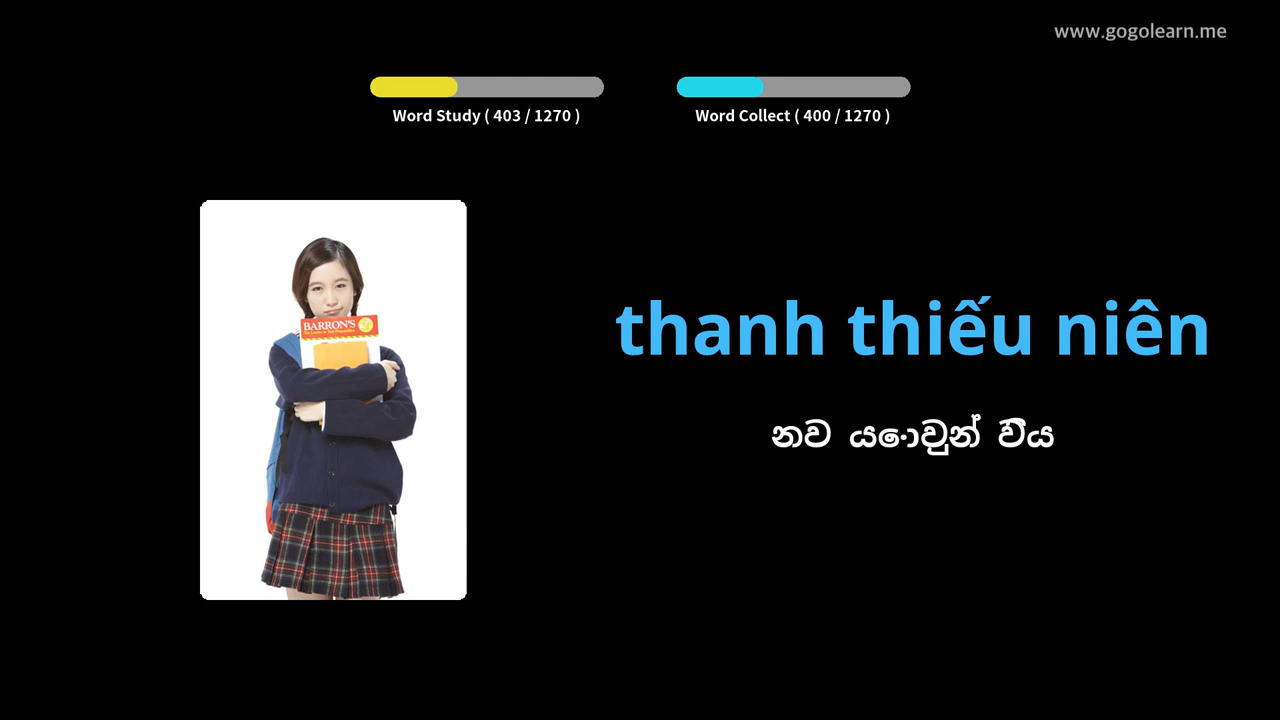 www.gogolearn.me
Word Study ( 403 / 1270 )
Word Collect ( 400 / 1270 )
BARRON'S
thanh thiếu niên
නව යෞවුන් විය